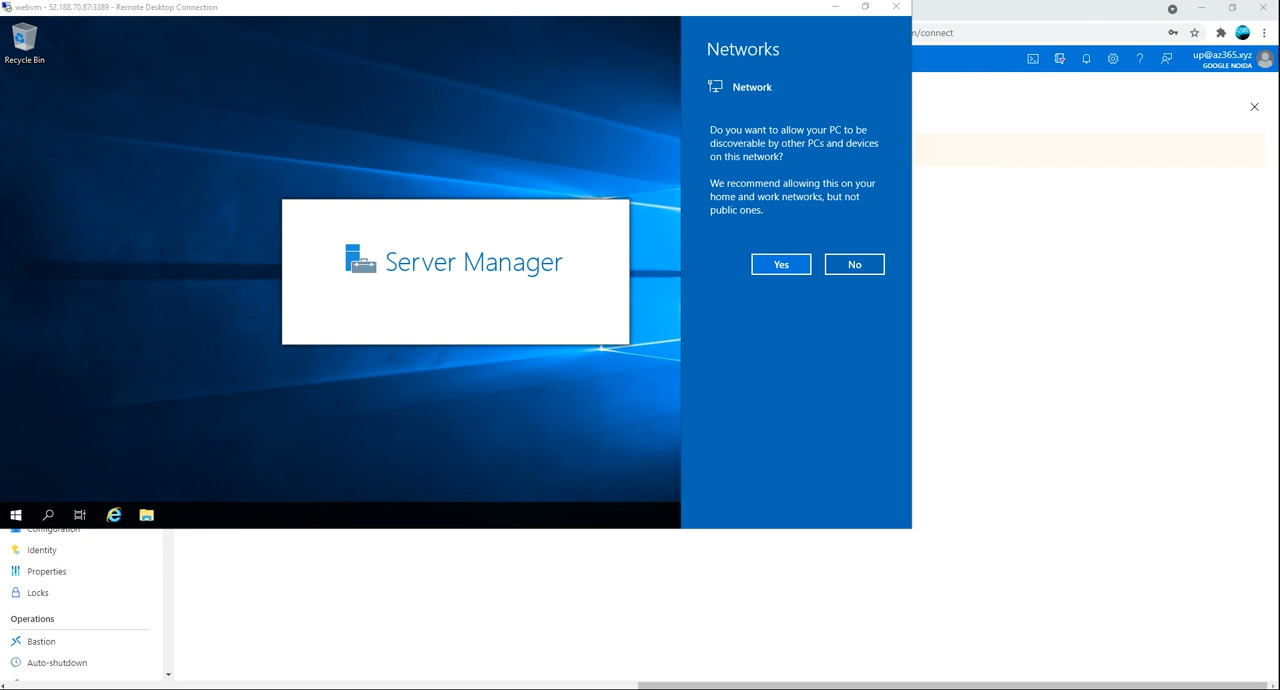 webvm - 52.188.70.87:3389 - Remote Desktop Connection
Recycle Bin
Server Manager
Networks
Network
Do you want to allow your PC to be
discoverable by other PCs and devices
on this network?
We recommend allowing this on your
home and work networks, but not
public ones.
Yes
No
/connect
up@az365.xyz
GOOGLE NOIDA
Configuration
Identity
Properties
Locks
Operations
Bastion
Auto-shutdown